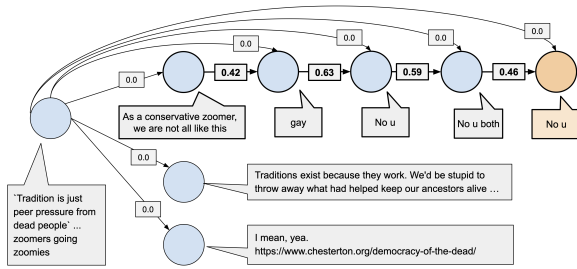 0.0
0.0
0.0
0.0
0.0
0.42
0.63
0.59
0.46
As a conservative zoomer,
we are not all like this
gay
No u
No u both
No u
0.0
Traditions exist because they work. We'd be stupid to
throw away what had helped keep our ancestors alive ...
`Tradition is just
peer pressure from
dead people` ...
zoomers going
zoomies
0.0
I mean, yea.
https://www.chesterton.org/democracy-of-the-dead/